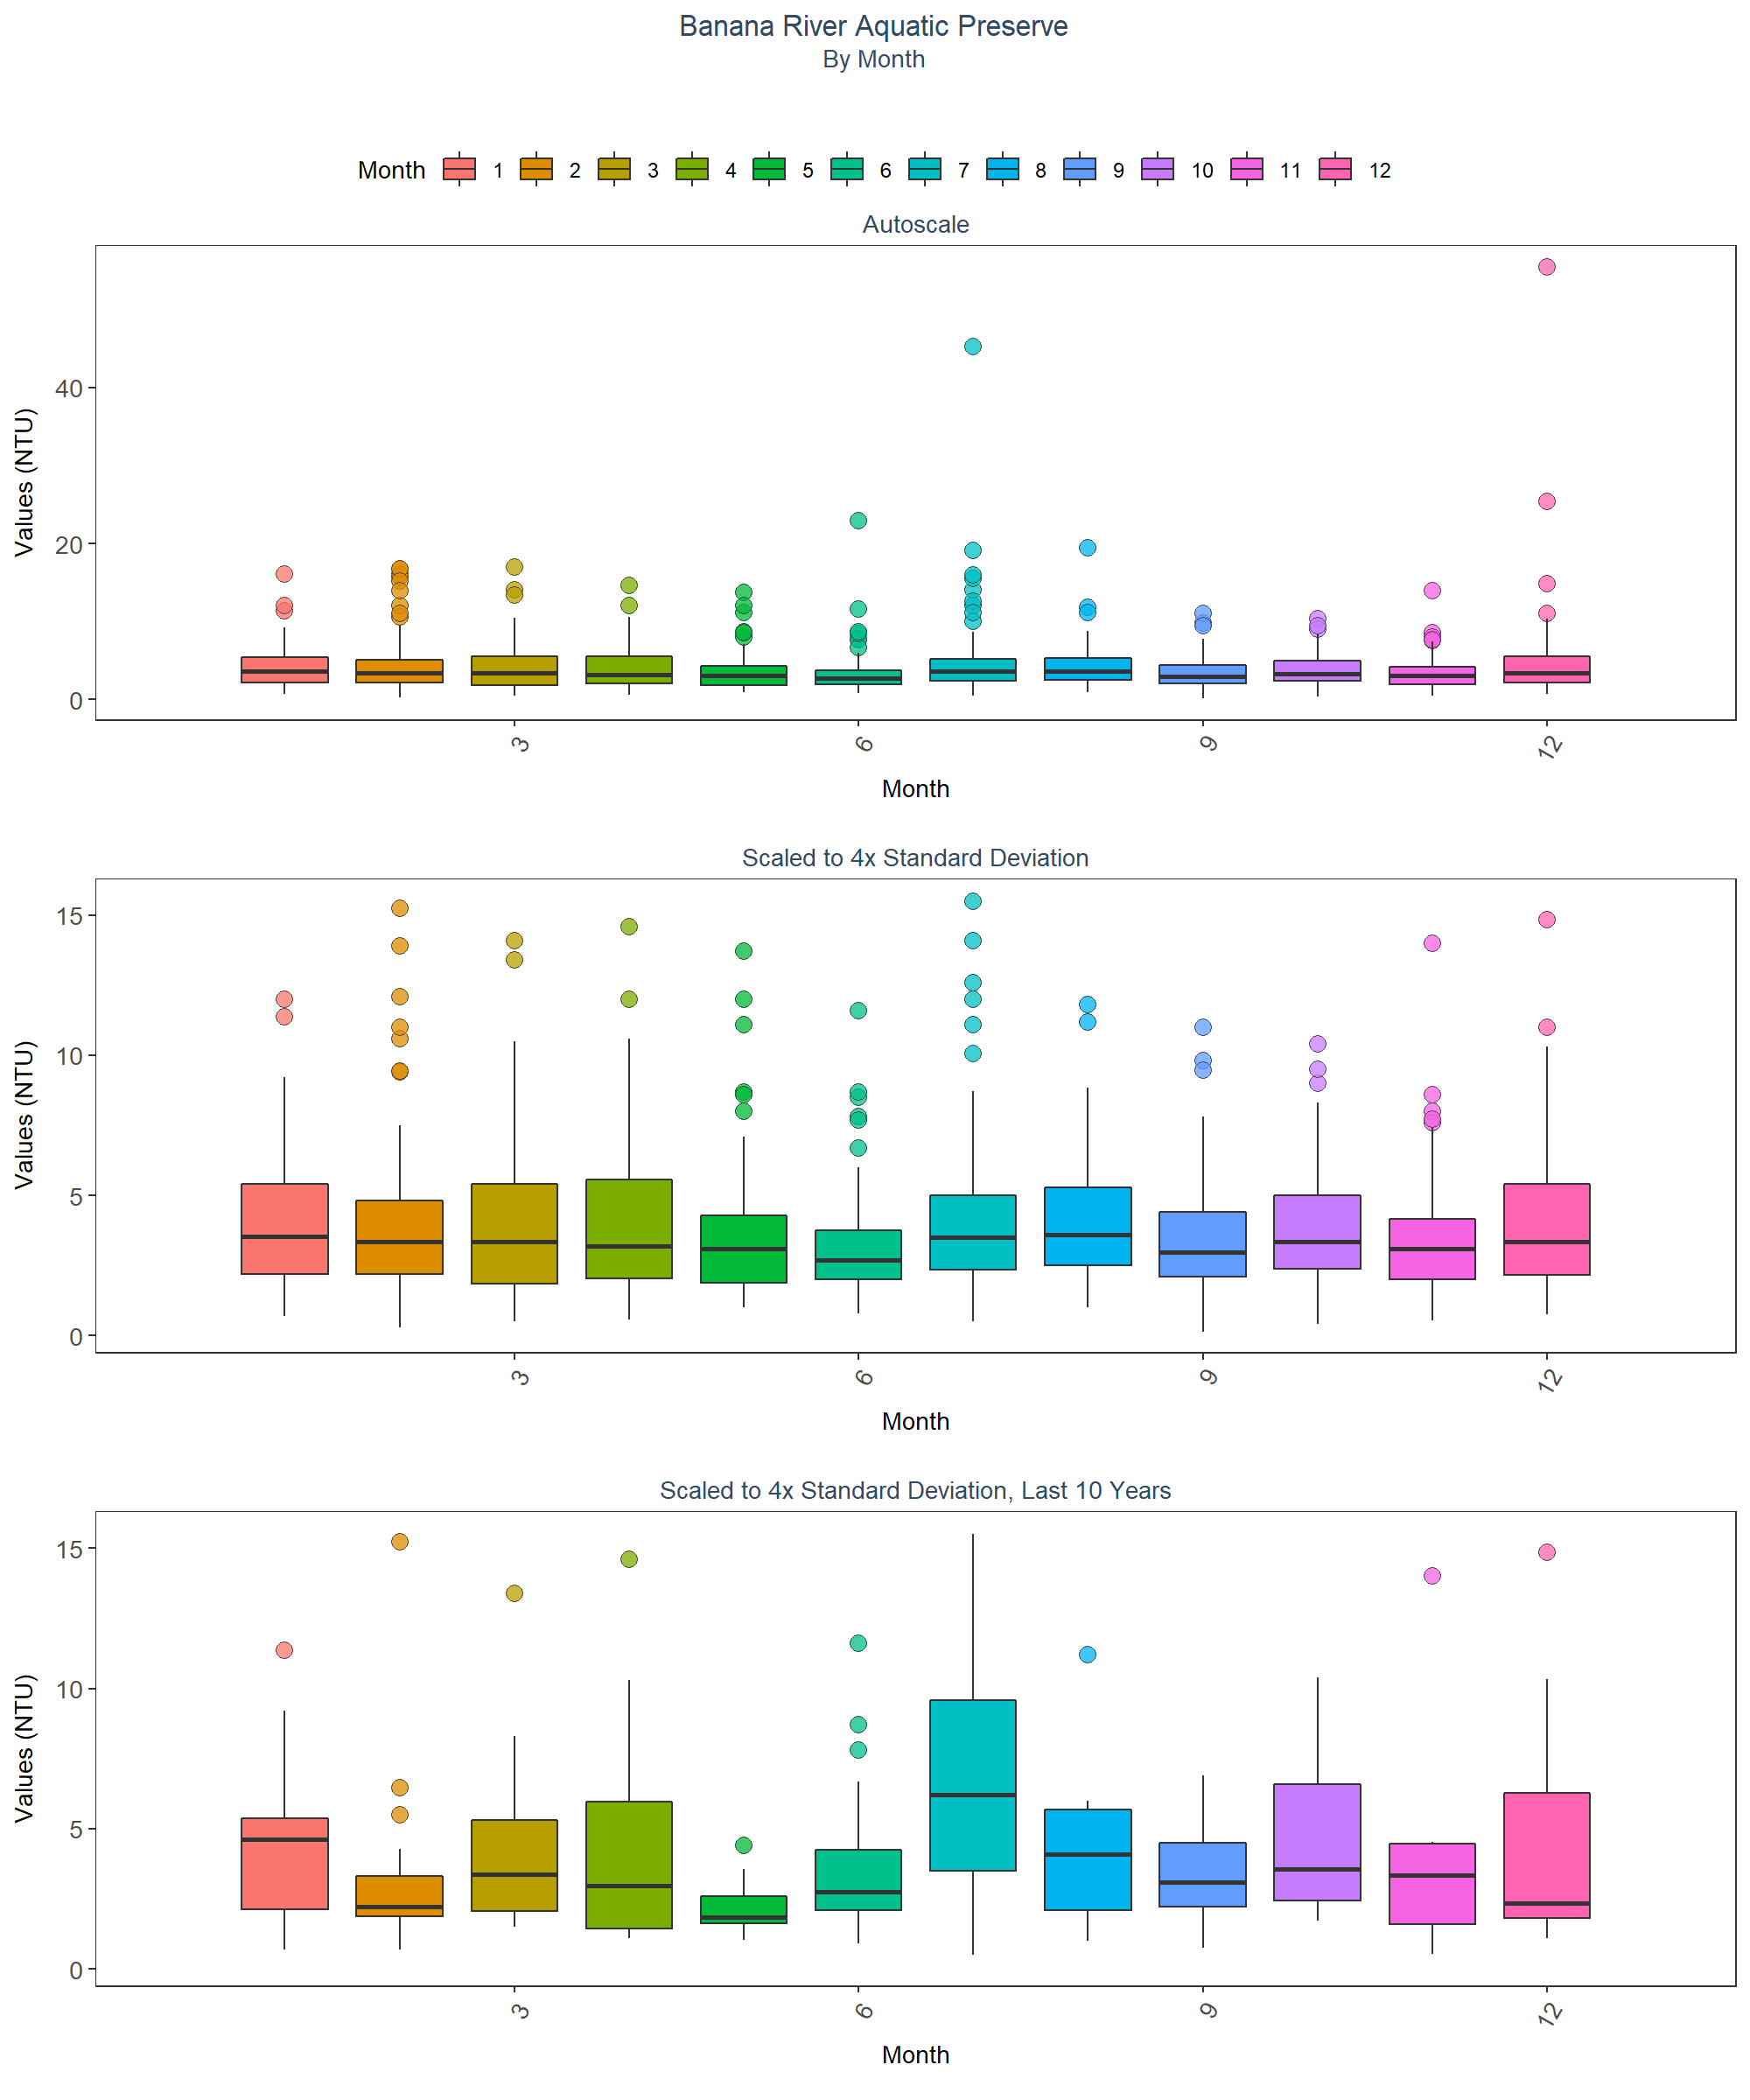 Banana River Aquatic Preserve
By Month
Month 1 2 3 4 5 6 7 8 9 10 11 12
Autoscale
Values (NTU)
40
20
0
3 6 9 12
Month
Scaled to 4x Standard Deviation
Values (NTU)
15
10
5
0
3 6 9 12
Month
Scaled to 4x Standard Deviation, Last 10 Years
Values (NTU)
15
10
5
0
3 6 9 12
Month